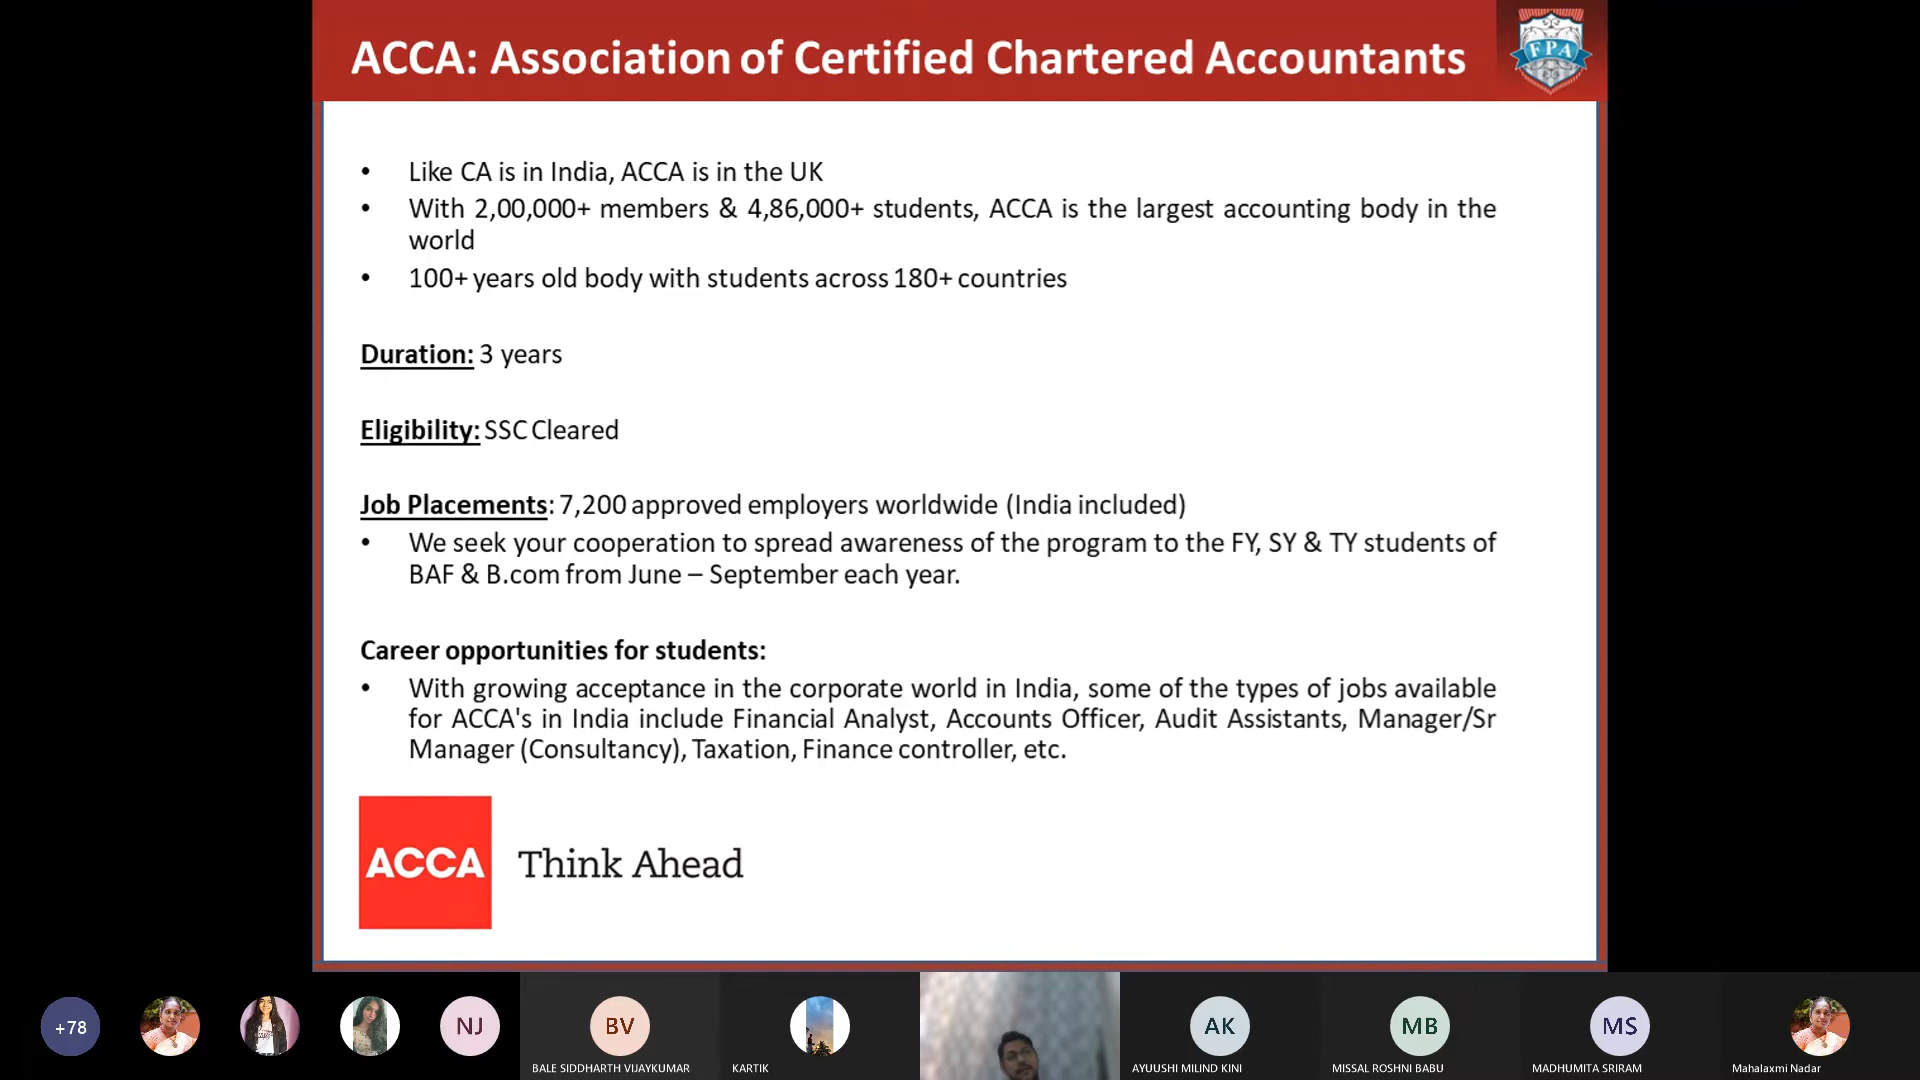 ACCA: Association of Certified Chartered Accountants
FPA
• Like CA is in India, ACCA is in the UK
• With 2,00,000+ members & 4,86,000+ students, ACCA is the largest accounting body in the
world
• 100+ years old body with students across 180+ countries
Duration: 3 years
Eligibility: SSC Cleared
Job Placements: 7,200 approved employers worldwide (India included)
• We seek your cooperation to spread awareness of the program to the FY, SY & TY students of
BAF & B.com from June – September each year.
Career opportunities for students:
• With growing acceptance in the corporate world in India, some of the types of jobs available
for ACCA's in India include Financial Analyst, Accounts Officer, Audit Assistants, Manager/Sr
Manager (Consultancy), Taxation, Finance controller, etc.
ACCA
Think Ahead
+78
NJ
BV
AK
MB
MS
BALE SIDDHARTH VIJAYKUMAR
KARTIK
AYUUSHI MILIND KINI
MISSAL ROSHNI BABU
MADHUMITA SRIRAM
Mahalaxmi Nadar